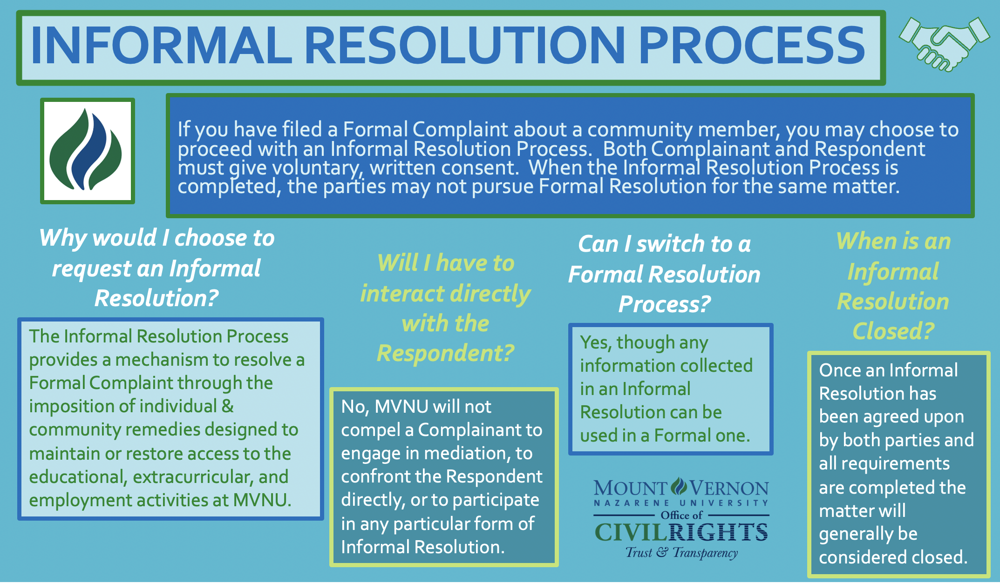 INFORMAL RESOLUTION PROCESS
If you have filed a Formal Complaint about a community member, you may choose to
proceed with an Informal Resolution Process.  Both Complainant and Respondent
must give voluntary, written consent.  When the Informal Resolution Process is
completed, the parties may not pursue Formal Resolution for the same matter.
Why would I choose to
request an Informal
Resolution?
The Informal Resolution Process
provides a mechanism to resolve a
Formal Complaint through the
imposition of individual &
community remedies designed to
maintain or restore access to the
educational, extracurricular, and
employment activities at MVNU.
Will I have to
interact directly
with the
Respondent?
No, MVNU will not
compel a Complainant to
engage in mediation, to
confront the Respondent
directly, or to participate
in any particular form of
Informal Resolution.
Can I switch to a
Formal Resolution
Process?
Yes, though any
information collected
in an Informal
Resolution can be
used in a Formal one.
MOUNT VERNON
NAZARENE UNIVERSITY
Office of
CIVILRIGHTS
Trust & Transparency
When is an
Informal
Resolution
Closed?
Once an Informal
Resolution has
been agreed upon
by both parties and
all requirements
are completed the
matter will
generally be
considered closed.